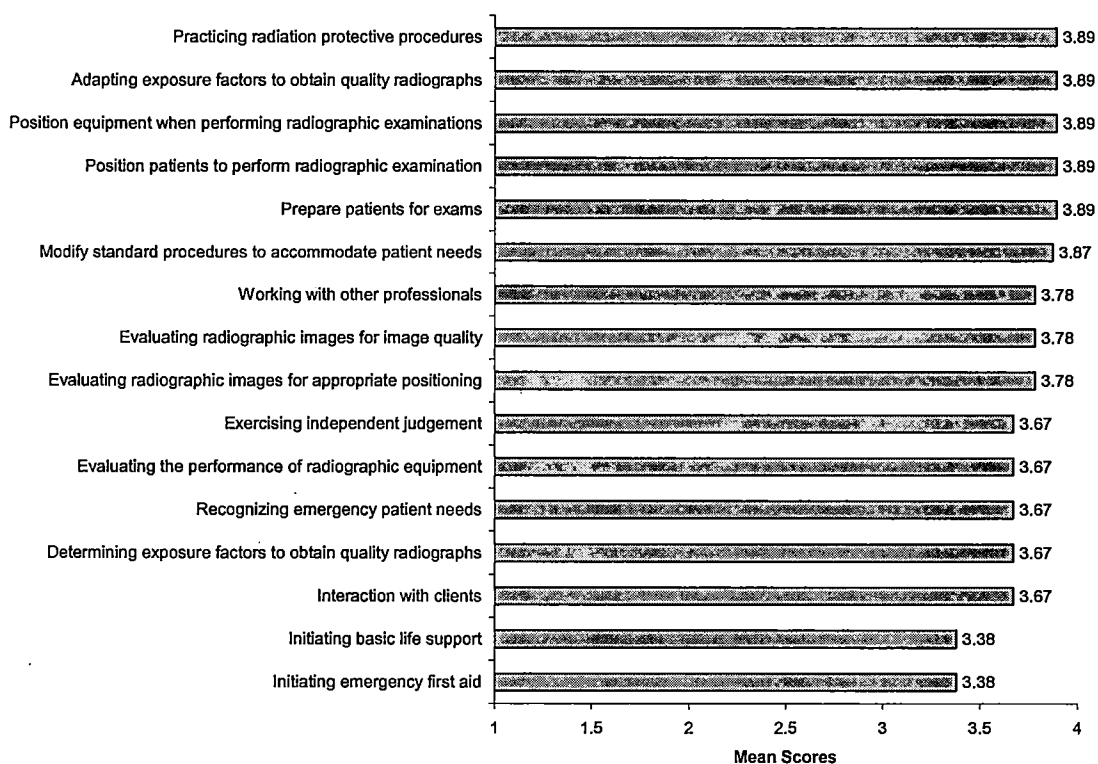 Practicing radiation protective procedures 3.89
Adapting exposure factors to obtain quality radiographs 3.89
Position equipment when performing radiographic examinations 3.89
Position patients to perform radiographic examination 3.89
Prepare patients for exams 3.89
Modify standard procedures to accommodate patient needs 3.87
Working with other professionals 3.78
Evaluating radiographic images for image quality 3.78
Evaluating radiographic images for appropriate positioning 3.78
Exercising independent judgement 3.67
Evaluating the performance of radiographic equipment 3.67
Recognizing emergency patient needs 3.67
Determining exposure factors to obtain quality radiographs 3.67
Interaction with clients 3.67
Initiating basic life support 3.38
Initiating emergency first aid 3.38
1 1.5 2 2.5 3 3.5 4
Mean Scores